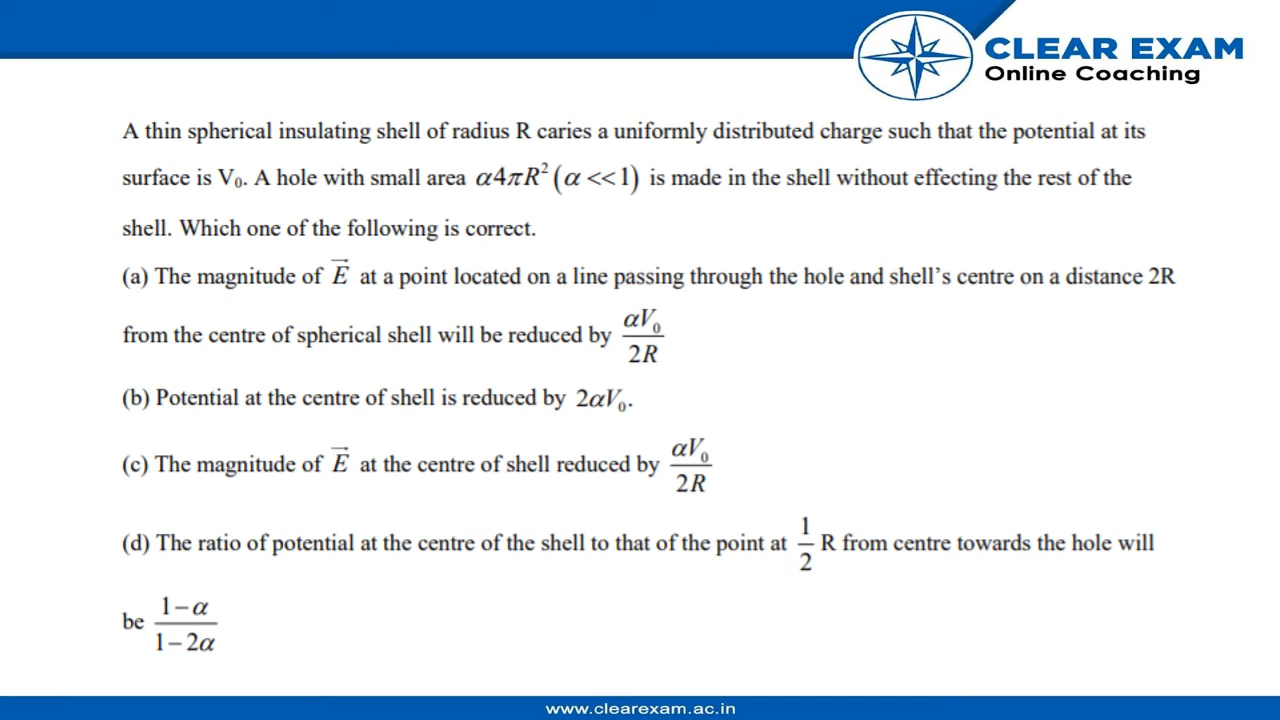 CLEAR EXAM
Online Coaching
A thin spherical insulating shell of radius R caries a uniformly distributed charge such that the potential at its
surface is V₀. A hole with small area α4πR² (α << 1) is made in the shell without effecting the rest of the
shell. Which one of the following is correct.
(a) The magnitude of E⃗ at a point located on a line passing through the hole and shell's centre on a distance 2R
from the centre of spherical shell will be reduced by αV₀/2R
(b) Potential at the centre of shell is reduced by 2αV₀.
(c) The magnitude of E⃗ at the centre of shell reduced by αV₀/2R
(d) The ratio of potential at the centre of the shell to that of the point at 1/2 R from centre towards the hole will
be (1−α)/(1−2α)
www.clearexam.ac.in